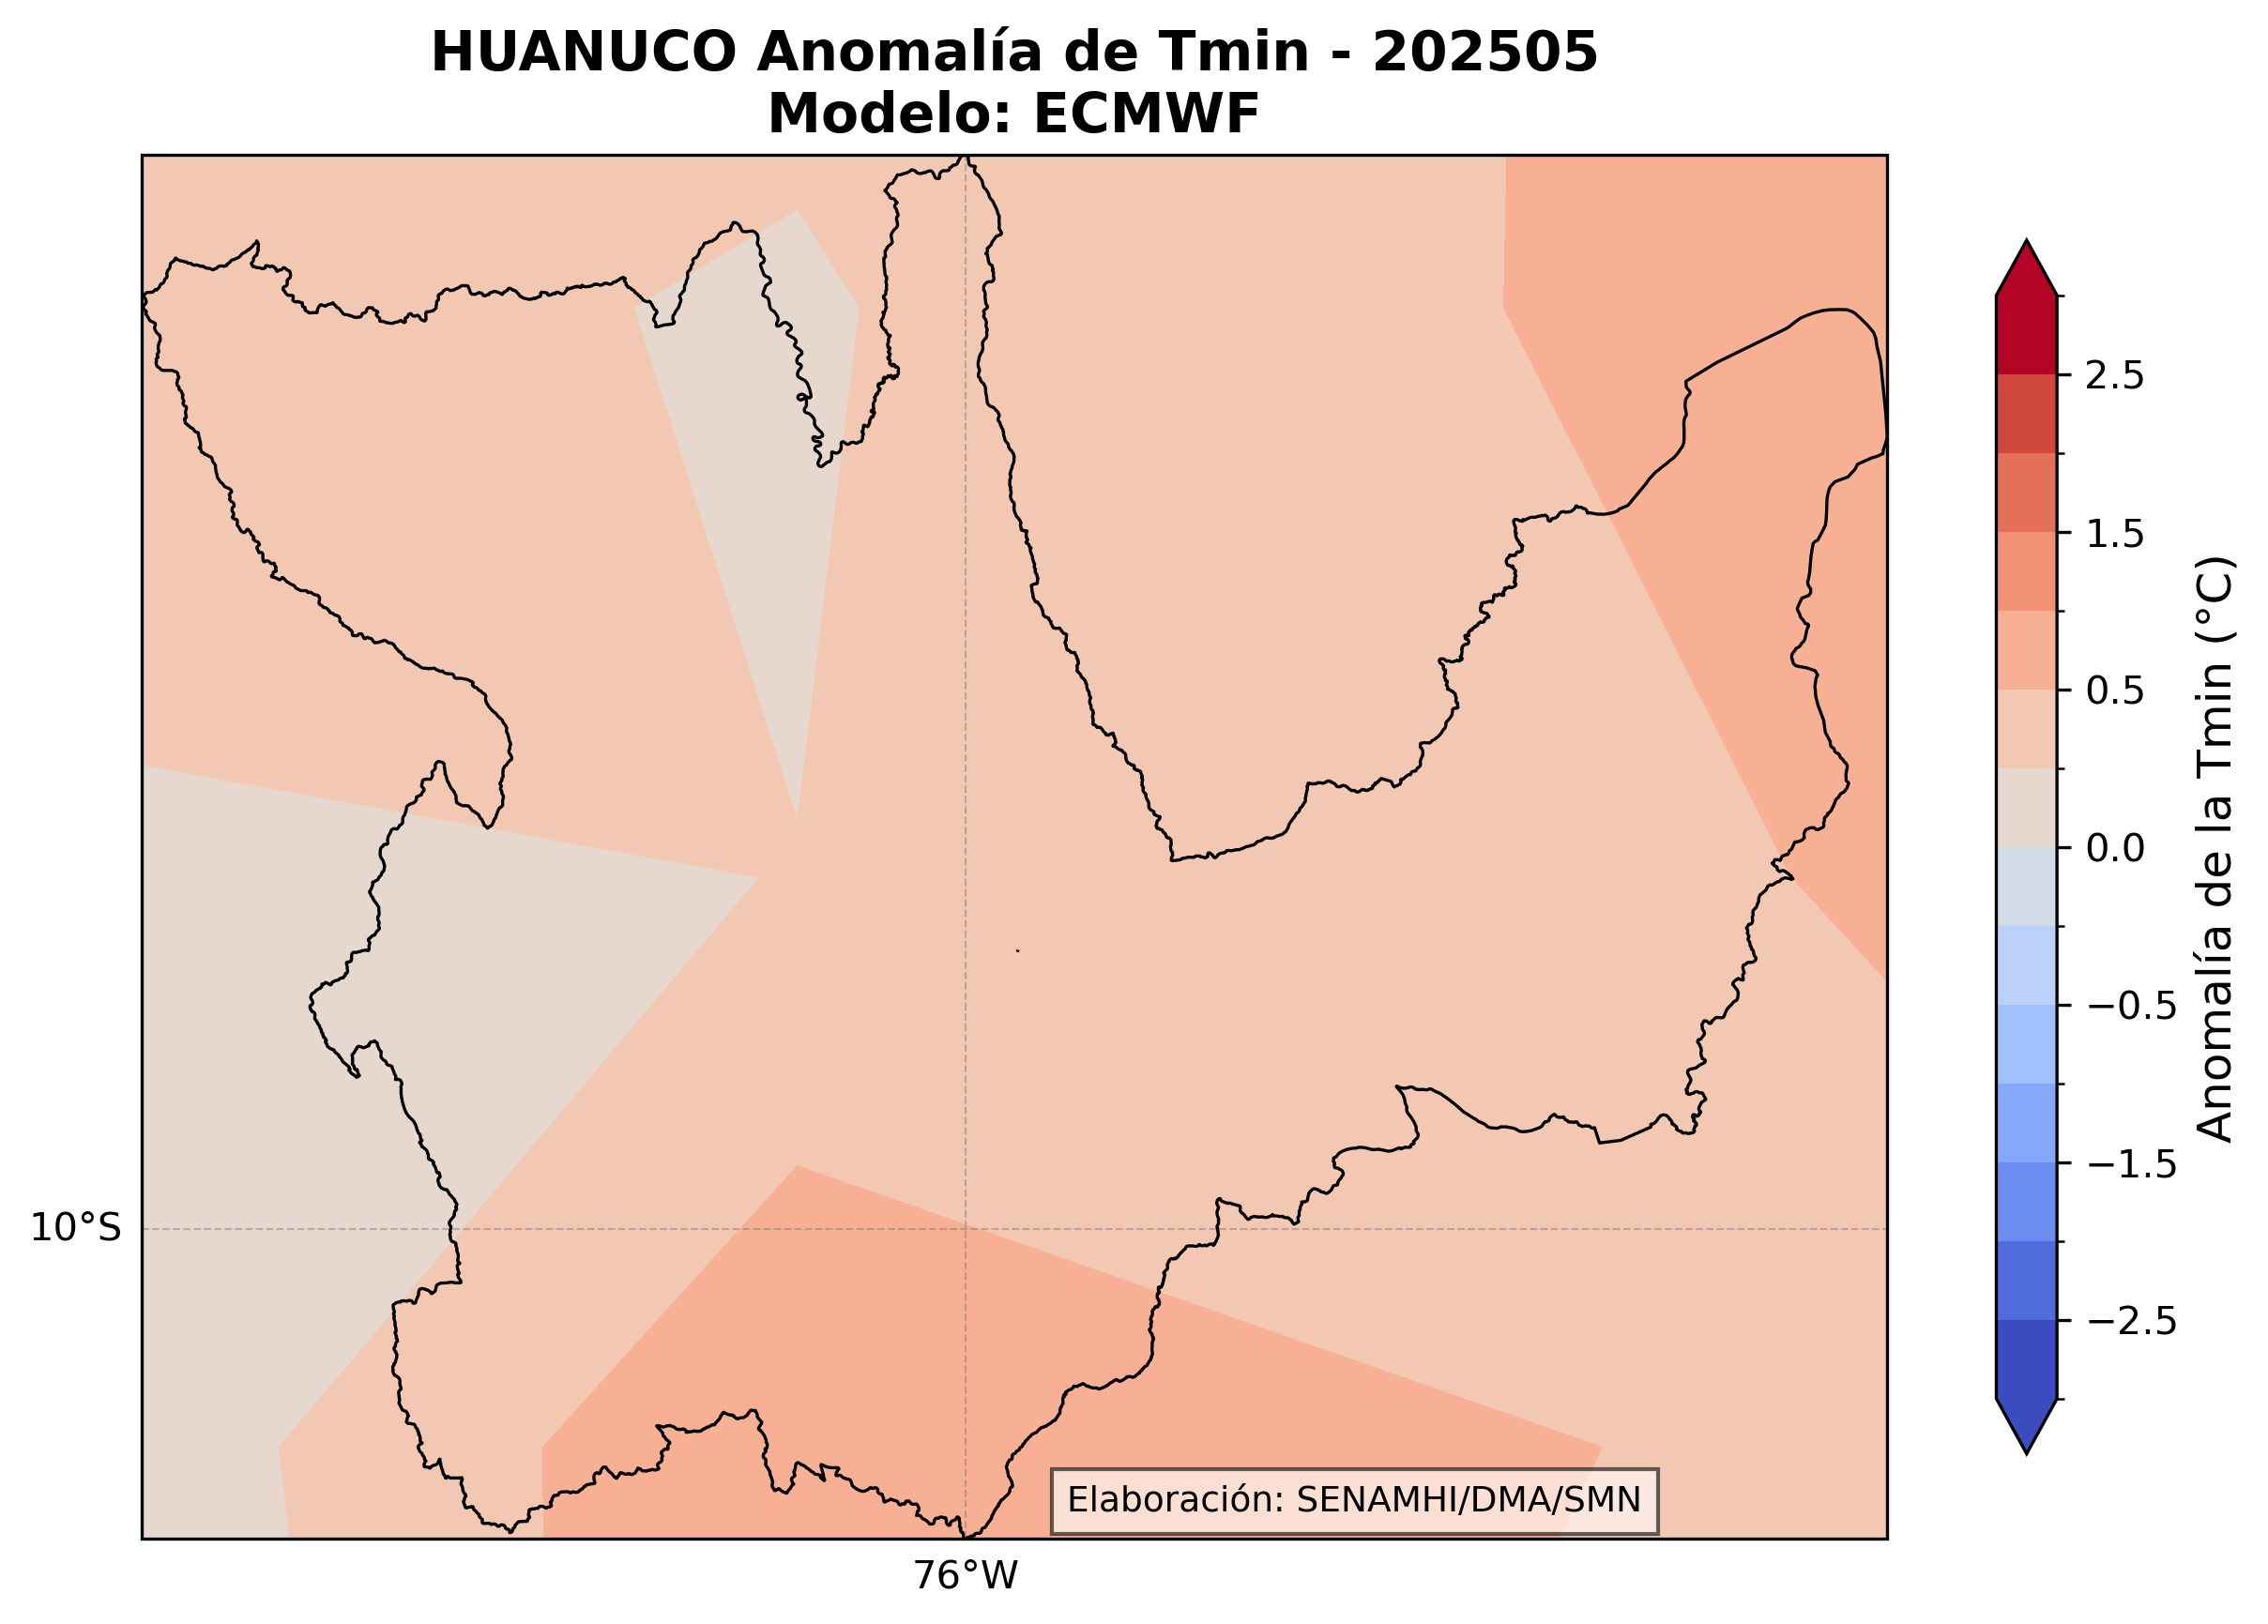 HUANUCO Anomalía de Tmin - 202505
Modelo: ECMWF
2.5
1.5
0.5
0.0
−0.5
−1.5
−2.5
Anomalía de la Tmin (°C)
10°S
76°W
Elaboración: SENAMHI/DMA/SMN